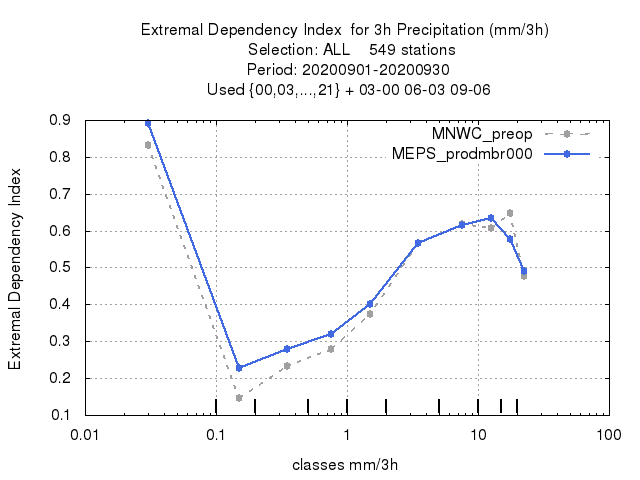 Extremal Dependency Index  for 3h Precipitation (mm/3h)
Selection: ALL    549 stations
Period: 20200901-20200930
Used {00,03,...,21} + 03-00 06-03 09-06
MNWC_preop
MEPS_prodmbr000
Extremal Dependency Index
0.9
0.8
0.7
0.6
0.5
0.4
0.3
0.2
0.1
0.01 0.1 1 10 100
classes mm/3h